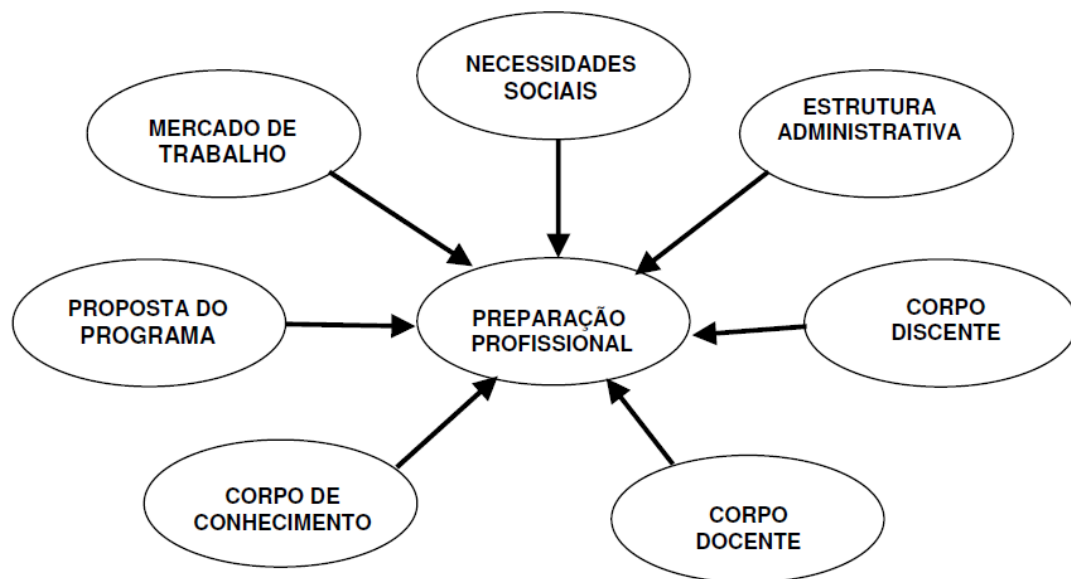 NECESSIDADES
SOCIAIS
ESTRUTURA
ADMINISTRATIVA
MERCADO DE
TRABALHO
PROPOSTA DO
PROGRAMA
PREPARAÇÃO
PROFISSIONAL
CORPO
DISCENTE
CORPO DE
CONHECIMENTO
CORPO
DOCENTE